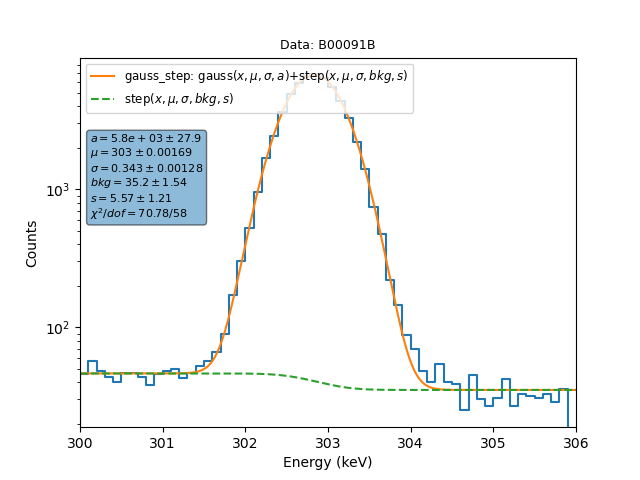 Data: B00091B
gauss_step: gauss(x, μ, σ, a)+step(x, μ, σ, bkg, s)
step(x, μ, σ, bkg, s)
a = 5.8e + 03 ± 27.9
μ = 303 ± 0.00169
σ = 0.343 ± 0.00128
bkg = 35.2 ± 1.54
s = 5.57 ± 1.21
χ²/dof = 70.78/58
10³
10²
Counts
300 301 302 303 304 305 306
Energy (keV)